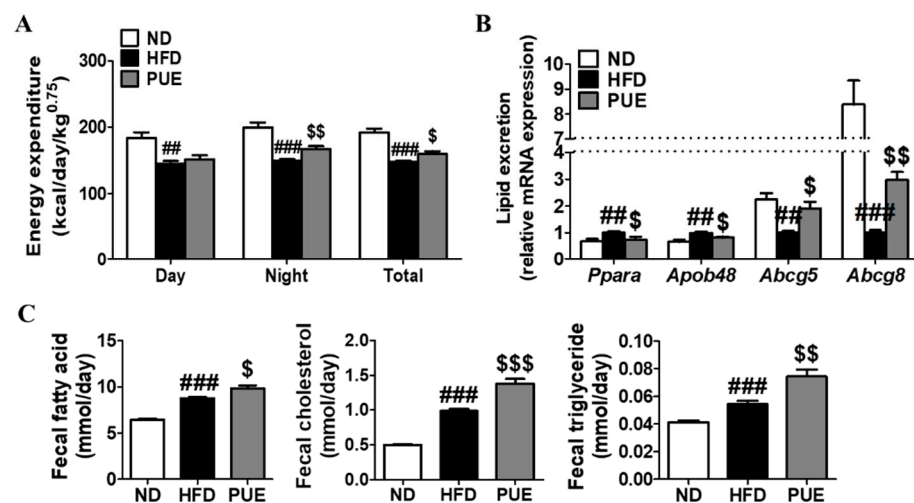 A
ND
HFD
PUE
Energy expenditure
(kcal/day/kg0.75)
300
200
100
0
##
###
$$
###
$
Day
Night
Total
B
ND
HFD
PUE
Lipid excretion
(relative mRNA expression)
10
9
8
7
4
3
2
1
0
##
$
##
$
##
$
###
$$
Ppara
Apob48
Abcg5
Abcg8
C
Fecal fatty acid
(mmol/day)
15
10
5
0
###
$
ND
HFD
PUE
Fecal cholesterol
(mmol/day)
2.0
1.5
1.0
0.5
0.0
###
$$$
ND
HFD
PUE
Fecal triglyceride
(mmol/day)
0.10
0.08
0.06
0.04
0.02
0.00
###
$$
ND
HFD
PUE